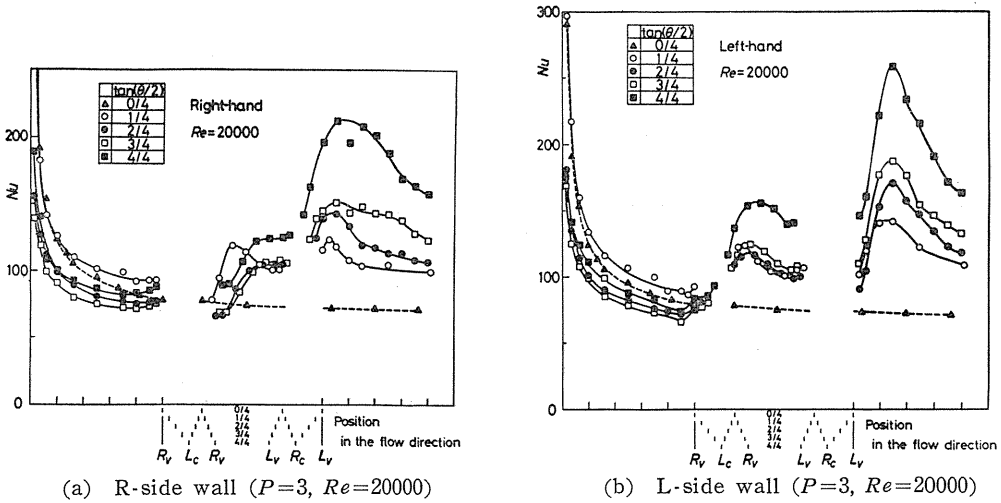 tan(θ/2)
0/4
1/4
2/4
3/4
4/4
Right-hand
Re=20000
200
Nu
100
0
0/4
1/4
2/4
3/4
4/4
Position
in the flow direction
Rv Lc Rv Lv Rc Lv
(a) R-side wall (P=3, Re=20000)
300
Nu
tan(θ/2)
0/4
1/4
2/4
3/4
4/4
Left-hand
Re=20000
200
100
0
0/4
1/4
2/4
3/4
4/4
Position
in the flow direction
Rv Lc Rv Lv Rc Lv
(b) L-side wall (P=3, Re=20000)